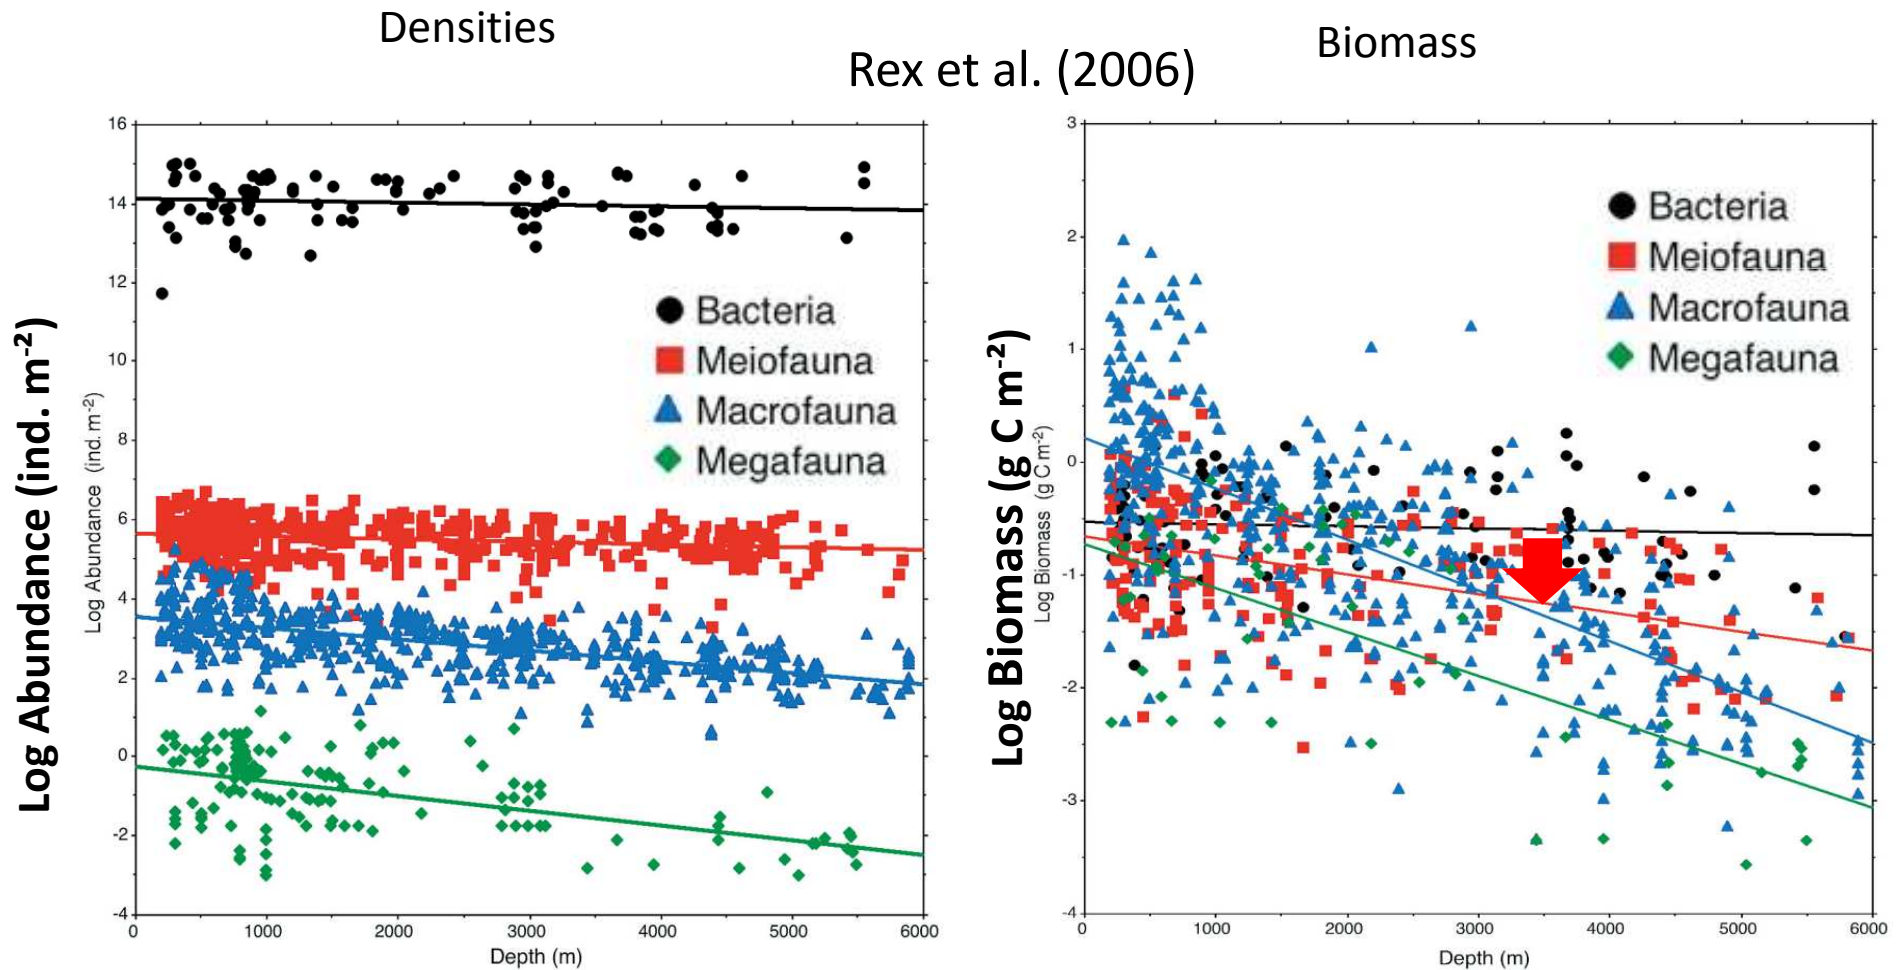 Densities
Biomass
Rex et al. (2006)
16
14
12
10
8
6
4
2
0
-2
-4
Log Abundance (ind. m⁻²)
Log Abundance (ind. m⁻²)
Bacteria
Meiofauna
Macrofauna
Megafauna
0
1000
2000
3000
4000
5000
6000
Depth (m)
3
2
1
0
-1
-2
-3
-4
Log Biomass (g C m⁻²)
Log Biomass (g C m⁻²)
Bacteria
Meiofauna
Macrofauna
Megafauna
0
1000
2000
3000
4000
5000
6000
Depth (m)